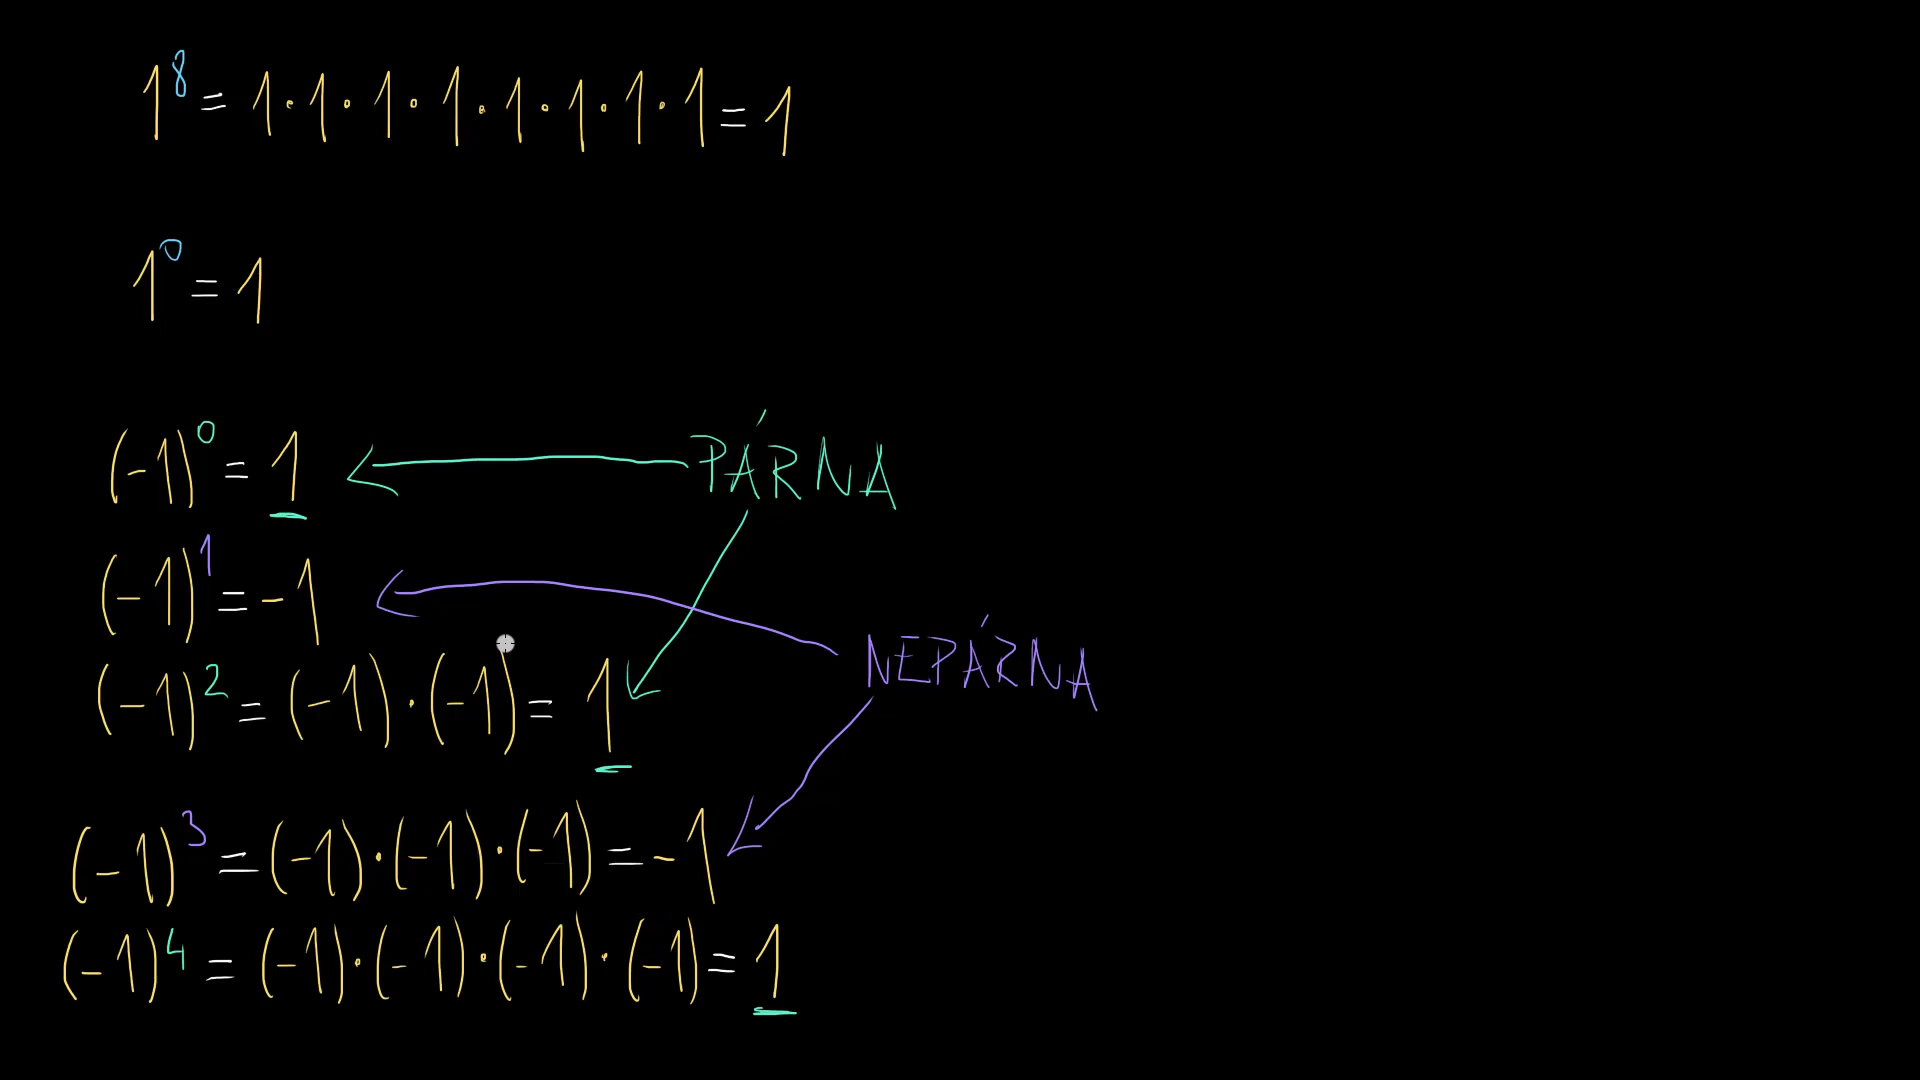 1⁸ = 1·1·1·1·1·1·1·1 = 1
1⁰ = 1
(-1)⁰ = 1
PÁRNA
(-1)¹ = -1
NEPÁRNA
(-1)² = (-1)·(-1) = 1
(-1)³ = (-1)·(-1)·(-1) = -1
(-1)⁴ = (-1)·(-1)·(-1)·(-1) = 1